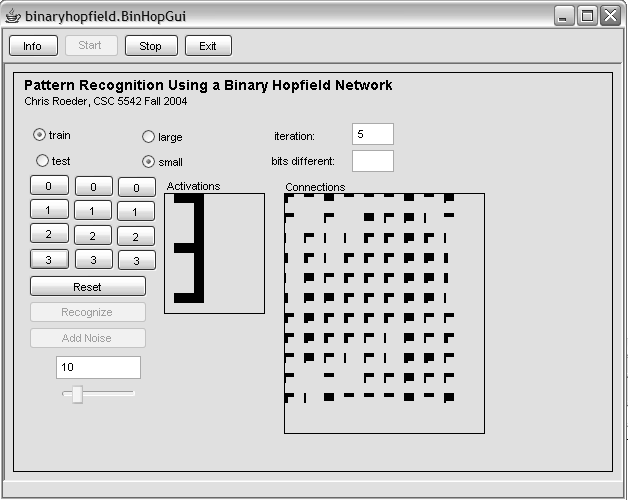 binaryhopfield.BinHopGui
Info Start Stop Exit
Pattern Recognition Using a Binary Hopfield Network
Chris Roeder, CSC 5542 Fall 2004
train large iteration: 5
test small bits different:
0 0 0 Activations Connections
1 1 1
2 2 2
3 3 3
Reset
Recognize
Add Noise
10